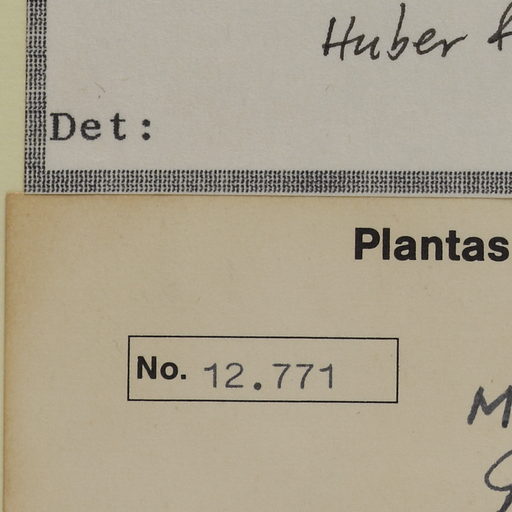 Huber
Det:
Plantas
No. 12.771
M